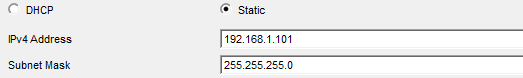 DHCP Static
IPv4 Address 192.168.1.101
Subnet Mask 255.255.255.0